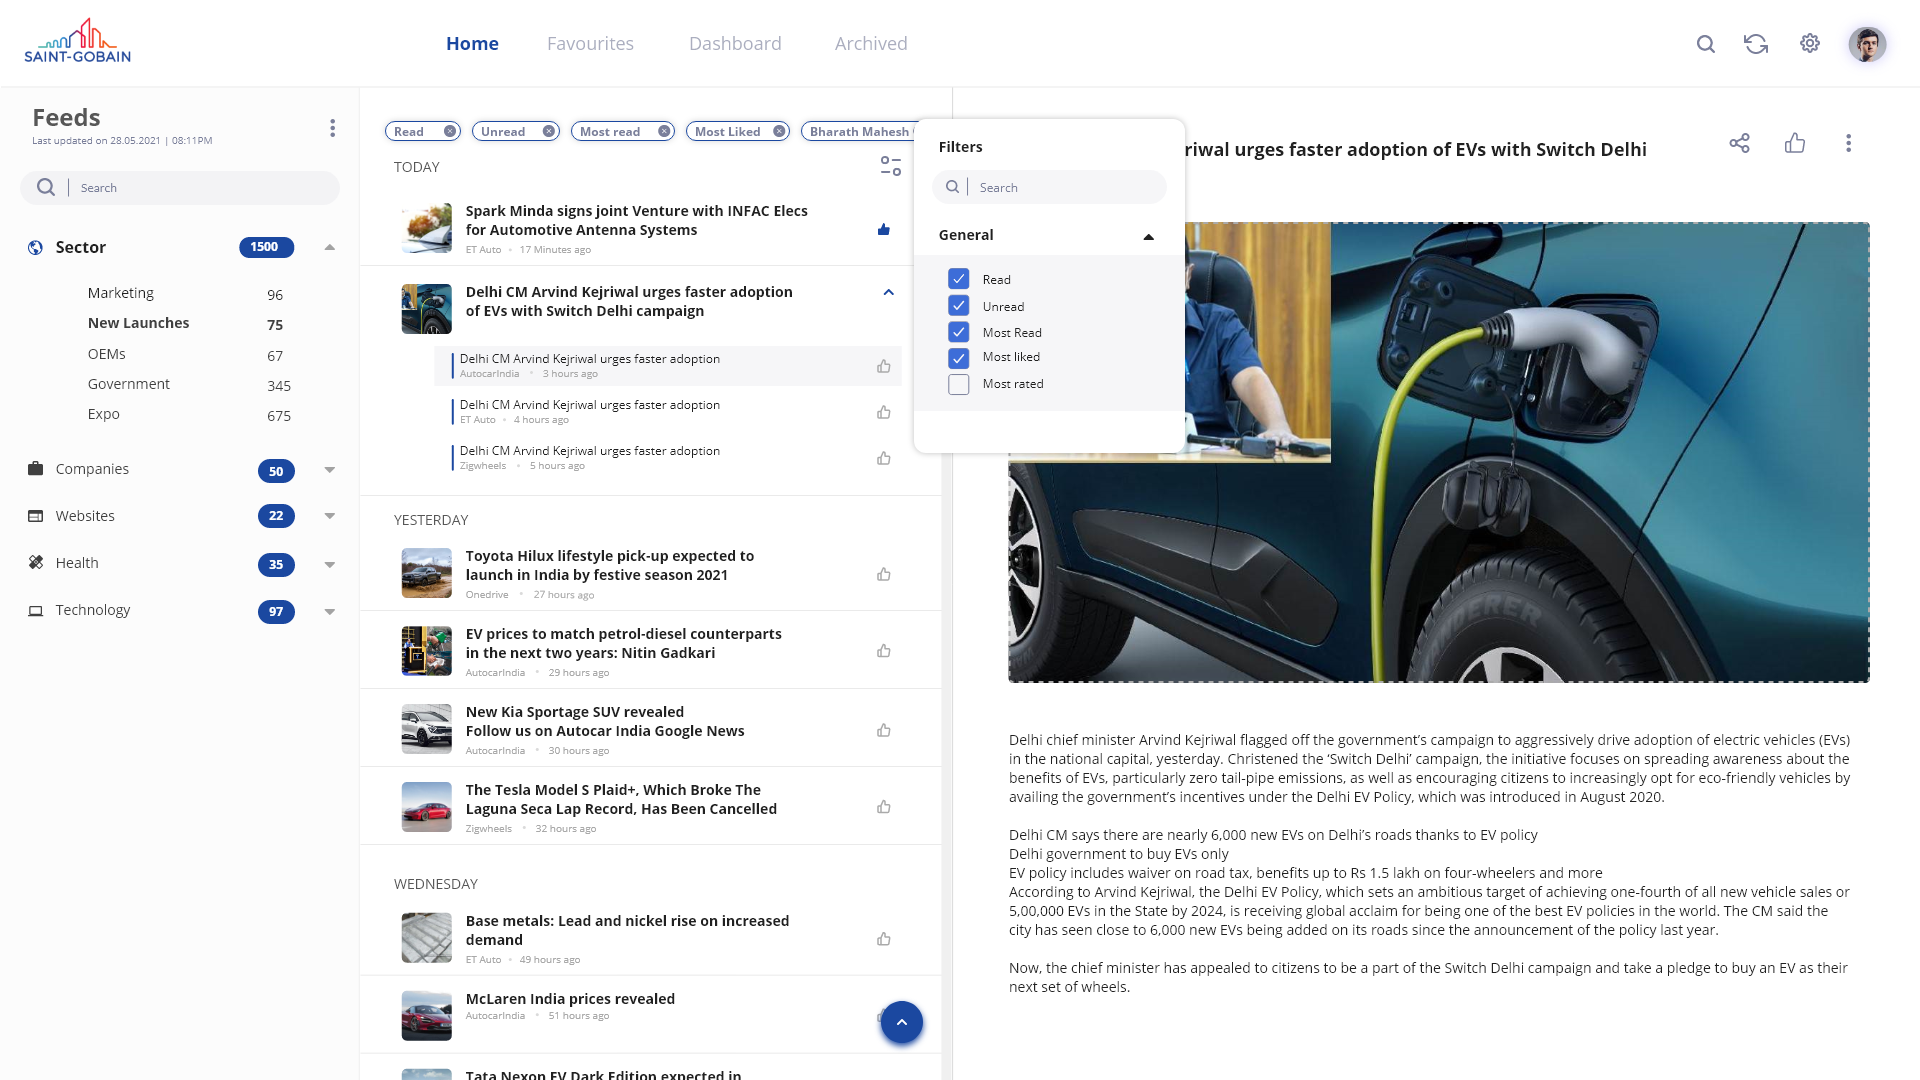 SAINT-GOBAIN
Home
Favourites
Dashboard
Archived
Feeds
Last updated on 28.05.2021 | 08:11PM
Search
Sector
1500
Marketing
96
New Launches
75
OEMs
67
Government
345
Expo
675
Companies
50
Websites
22
Health
35
Technology
97
Read
Unread
Most read
Most Liked
Bharath Mahesh
TODAY
Spark Minda signs joint Venture with INFAC Elecs
for Automotive Antenna Systems
ET Auto • 17 Minutes ago
Delhi CM Arvind Kejriwal urges faster adoption
of EVs with Switch Delhi campaign
Delhi CM Arvind Kejriwal urges faster adoption
AutocarIndia • 3 hours ago
Delhi CM Arvind Kejriwal urges faster adoption
ET Auto • 4 hours ago
Delhi CM Arvind Kejriwal urges faster adoption
Zigwheels • 5 hours ago
YESTERDAY
Toyota Hilux lifestyle pick-up expected to
launch in India by festive season 2021
Onedrive • 27 hours ago
EV prices to match petrol-diesel counterparts
in the next two years: Nitin Gadkari
AutocarIndia • 29 hours ago
New Kia Sportage SUV revealed
Follow us on Autocar India Google News
AutocarIndia • 30 hours ago
The Tesla Model S Plaid+, Which Broke The
Laguna Seca Lap Record, Has Been Cancelled
Zigwheels • 32 hours ago
WEDNESDAY
Base metals: Lead and nickel rise on increased
demand
ET Auto • 49 hours ago
McLaren India prices revealed
AutocarIndia • 51 hours ago
Tata Nexon EV Dark Edition expected in
Filters
Search
General
Read
Unread
Most Read
Most liked
Most rated
riwal urges faster adoption of EVs with Switch Delhi
Delhi chief minister Arvind Kejriwal flagged off the government's campaign to aggressively drive adoption of electric vehicles (EVs)
in the national capital, yesterday. Christened the 'Switch Delhi' campaign, the initiative focuses on spreading awareness about the
benefits of EVs, particularly zero tail-pipe emissions, as well as encouraging citizens to increasingly opt for eco-friendly vehicles by
availing the government's incentives under the Delhi EV Policy, which was introduced in August 2020.
Delhi CM says there are nearly 6,000 new EVs on Delhi's roads thanks to EV policy
Delhi government to buy EVs only
EV policy includes waiver on road tax, benefits up to Rs 1.5 lakh on four-wheelers and more
According to Arvind Kejriwal, the Delhi EV Policy, which sets an ambitious target of achieving one-fourth of all new vehicle sales or
5,00,000 EVs in the State by 2024, is receiving global acclaim for being one of the best EV policies in the world. The CM said the
city has seen close to 6,000 new EVs being added on its roads since the announcement of the policy last year.
Now, the chief minister has appealed to citizens to be a part of the Switch Delhi campaign and take a pledge to buy an EV as their
next set of wheels.